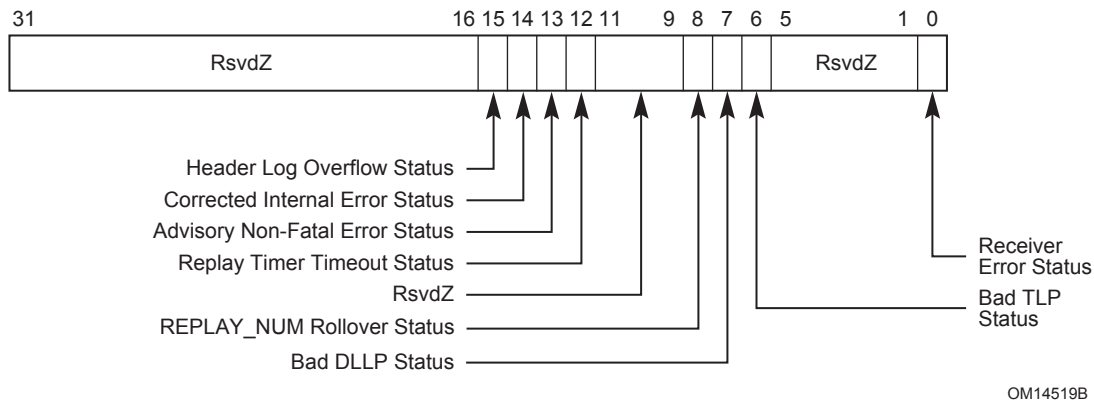 31 16 15 14 13 12 11 9 8 7 6 5 1 0
RsvdZ RsvdZ
Header Log Overflow Status
Corrected Internal Error Status
Advisory Non-Fatal Error Status
Replay Timer Timeout Status
RsvdZ
REPLAY_NUM Rollover Status
Bad DLLP Status
Receiver
Error Status
Bad TLP
Status
OM14519B